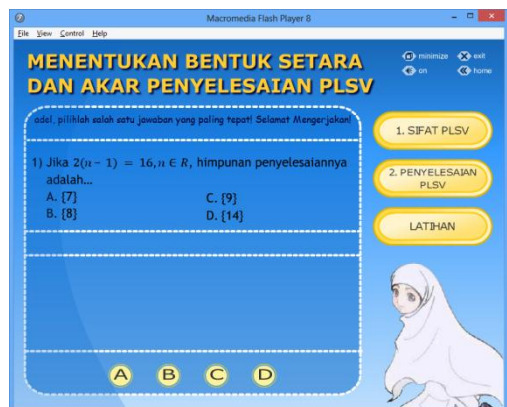 Macromedia Flash Player 8
File View Control Help
MENENTUKAN BENTUK SETARA
DAN AKAR PENYELESAIAN PLSV
minimize exit
on home
adel, pilihlah salah satu jawaban yang paling tepat! Selamat Mengerjakan!
1) Jika 2(n − 1) = 16, n ∈ R, himpunan penyelesaiannya
adalah...
A. {7} C. {9}
B. {8} D. {14}
1. SIFAT PLSV
2. PENYELESAIAN
PLSV
LATIHAN
A B C D